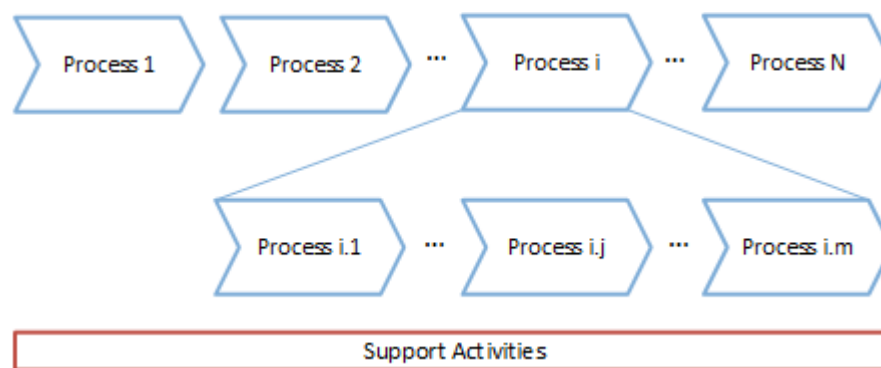 Process 1 Process 2 ... Process i ... Process N
Process i.1 ... Process i.j ... Process i.m
Support Activities